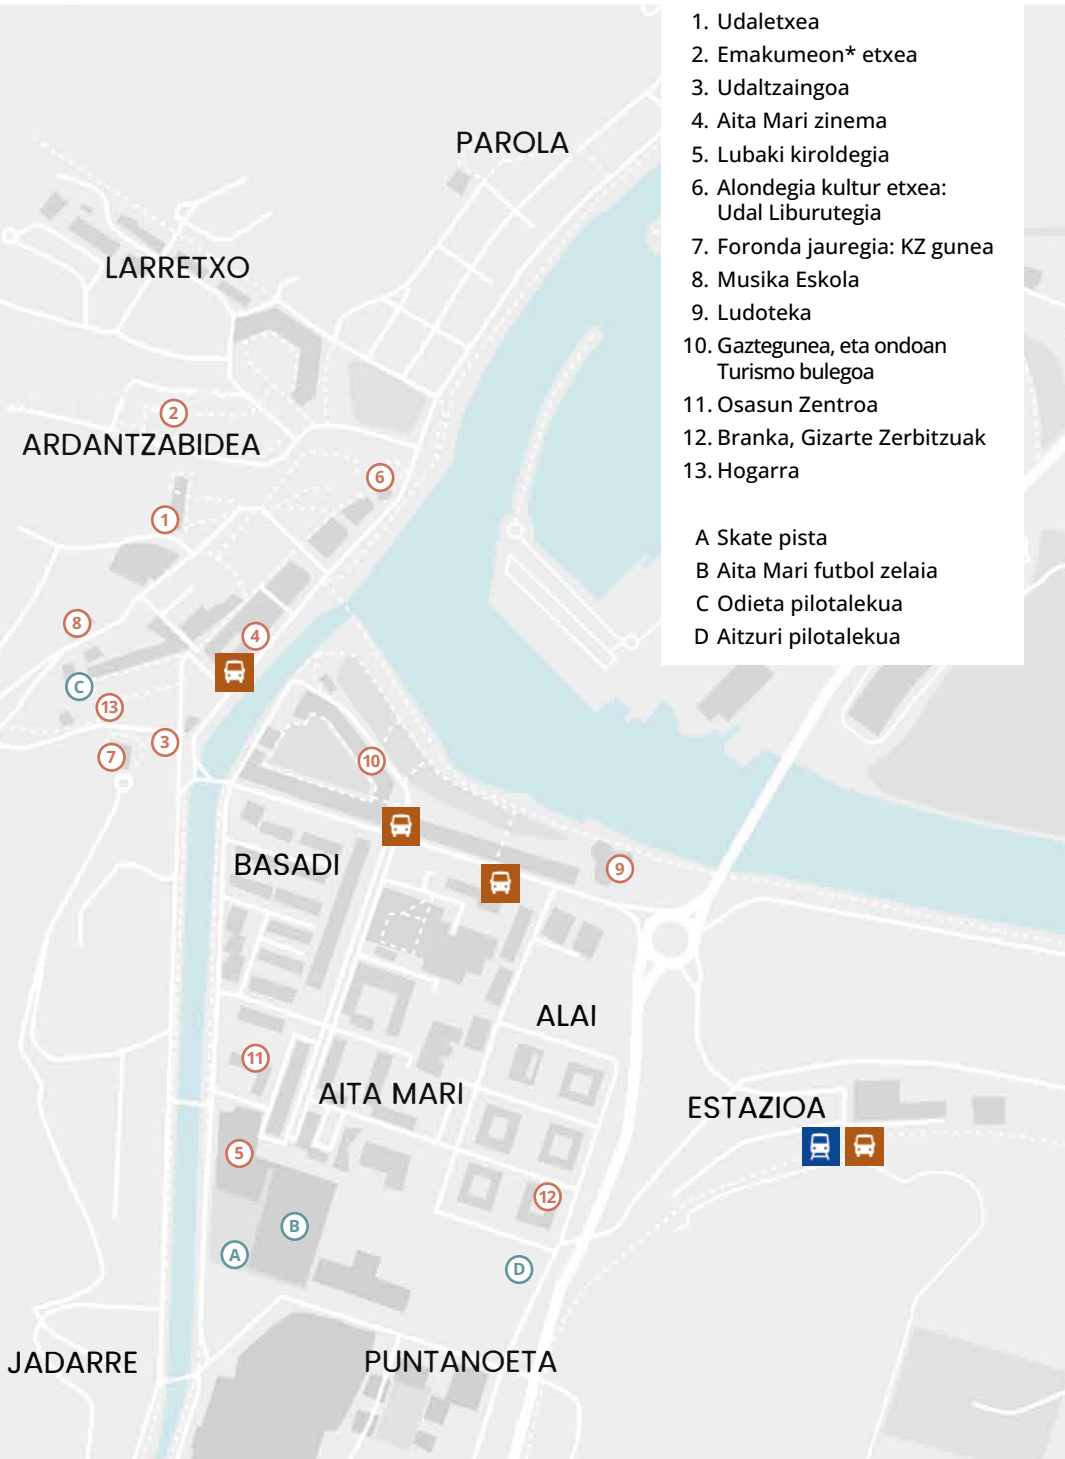 1. Udaletxea
2. Emakumeon* etxea
3. Udaltzaingoa
4. Aita Mari zinema
5. Lubaki kiroldegia
6. Alondegia kultur etxea:
Udal Liburutegia
7. Foronda jauregia: KZ gunea
8. Musika Eskola
9. Ludoteka
10. Gaztegunea, eta ondoan
Turismo bulegoa
11. Osasun Zentroa
12. Branka, Gizarte Zerbitzuak
13. Hogarra
A Skate pista
B Aita Mari futbol zelaia
C Odieta pilotalekua
D Aitzuri pilotalekua
PAROLA
LARRETXO
2
ARDANTZABIDEA
6
1
8
4
C
13
3
7
10
BASADI
9
ALAI
11
AITA MARI
ESTAZIOA
5
12
B
A
D
JADARRE
PUNTANOETA